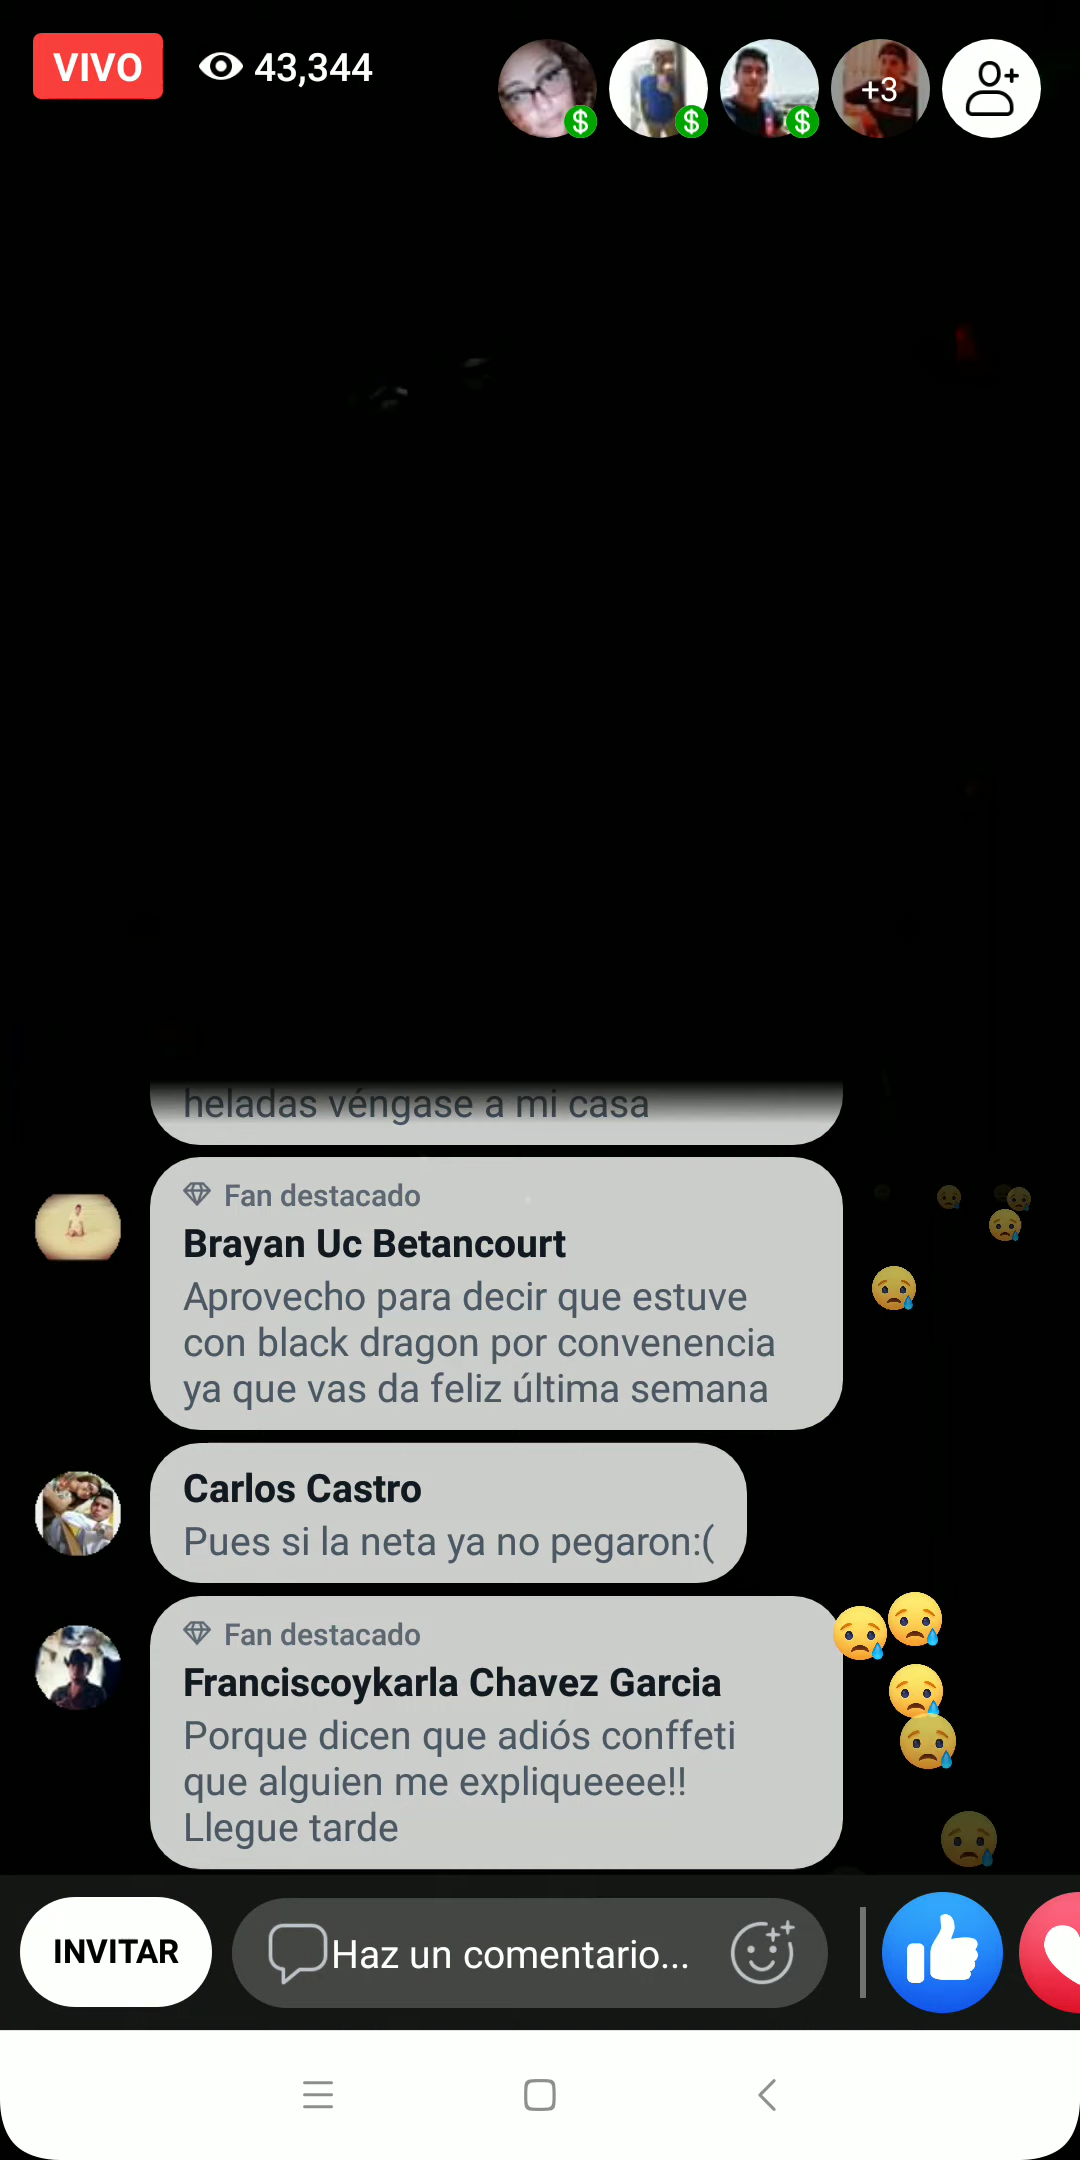 VIVO 43,344
+3
heladas véngase a mi casa
Fan destacado
Brayan Uc Betancourt
Aprovecho para decir que estuve
con black dragon por convenencia
ya que vas da feliz última semana
Carlos Castro
Pues si la neta ya no pegaron:(
Fan destacado
Franciscoykarla Chavez Garcia
Porque dicen que adiós conffeti
que alguien me expliqueeee!!
Llegue tarde
INVITAR
Haz un comentario...